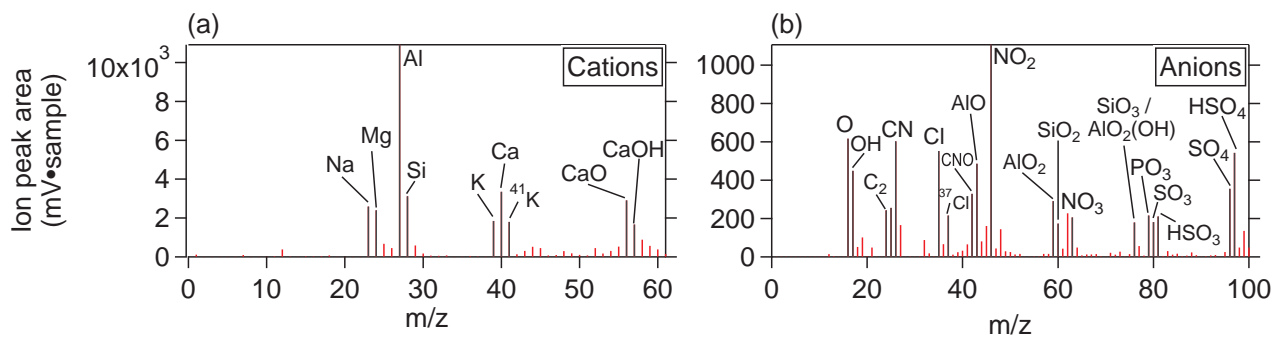 (a)
(b)
Ion peak area
(mV•sample)
10x10³
8
6
4
2
0
0
10
20
30
40
50
60
m/z
Cations
Na
Mg
Al
Si
K
Ca
⁴¹K
CaO
CaOH
1000
800
600
400
200
0
0
20
40
60
80
100
m/z
Anions
O
OH
C₂
CN
Cl
³⁷Cl
CNO
AlO
NO₂
AlO₂
SiO₂
NO₃
SiO₃ /
AlO₂(OH)
PO₃
SO₃
HSO₃
SO₄
HSO₄